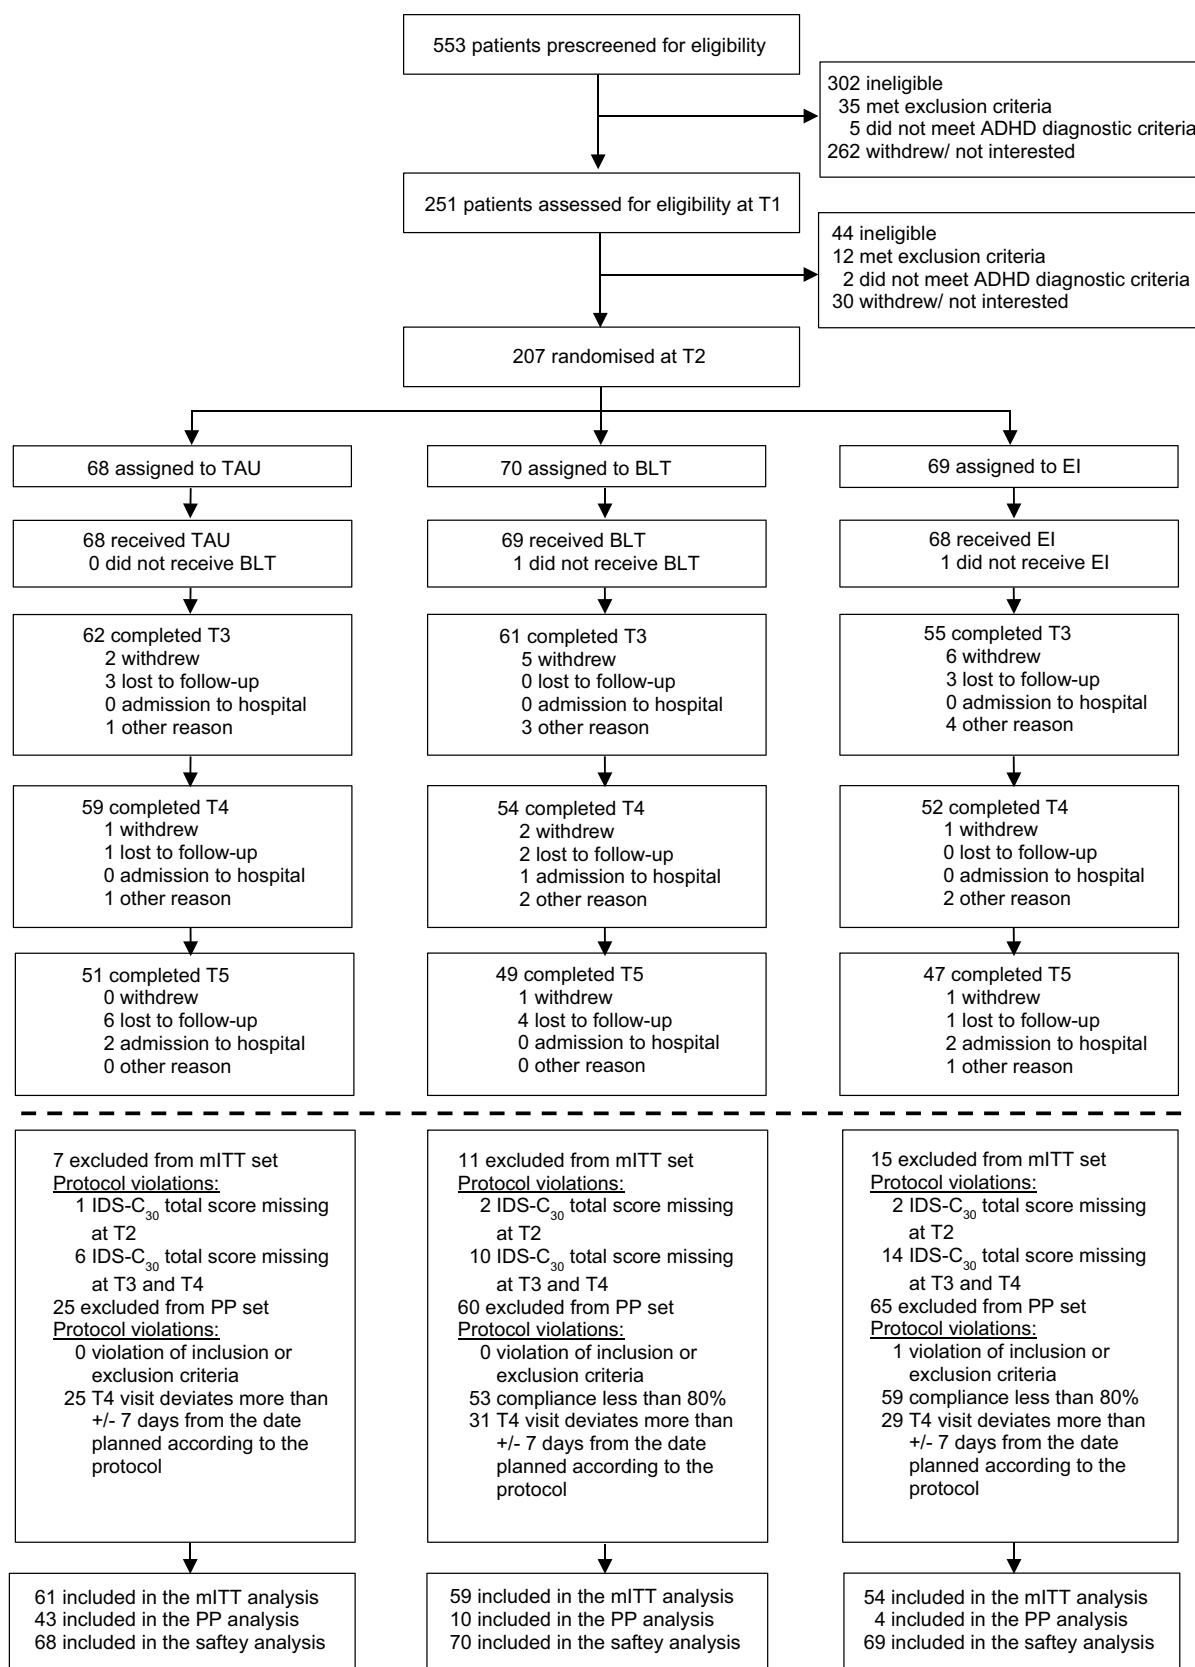 553 patients prescreened for eligibility
302 ineligible
35 met exclusion criteria
5 did not meet ADHD diagnostic criteria
262 withdrew/ not interested
251 patients assessed for eligibility at T1
44 ineligible
12 met exclusion criteria
2 did not meet ADHD diagnostic criteria
30 withdrew/ not interested
207 randomised at T2
68 assigned to TAU
70 assigned to BLT
69 assigned to EI
68 received TAU
0 did not receive BLT
69 received BLT
1 did not receive BLT
68 received EI
1 did not receive EI
62 completed T3
2 withdrew
3 lost to follow-up
0 admission to hospital
1 other reason
61 completed T3
5 withdrew
0 lost to follow-up
0 admission to hospital
3 other reason
55 completed T3
6 withdrew
3 lost to follow-up
0 admission to hospital
4 other reason
59 completed T4
1 withdrew
1 lost to follow-up
0 admission to hospital
1 other reason
54 completed T4
2 withdrew
2 lost to follow-up
1 admission to hospital
2 other reason
52 completed T4
1 withdrew
0 lost to follow-up
0 admission to hospital
2 other reason
51 completed T5
0 withdrew
6 lost to follow-up
2 admission to hospital
0 other reason
49 completed T5
1 withdrew
4 lost to follow-up
0 admission to hospital
0 other reason
47 completed T5
1 withdrew
1 lost to follow-up
2 admission to hospital
1 other reason
7 excluded from mITT set
Protocol violations:
1 IDS-C30 total score missing
at T2
6 IDS-C30 total score missing
at T3 and T4
25 excluded from PP set
Protocol violations:
0 violation of inclusion or
exclusion criteria
25 T4 visit deviates more than
+/- 7 days from the date
planned according to the
protocol
11 excluded from mITT set
Protocol violations:
2 IDS-C30 total score missing
at T2
10 IDS-C30 total score missing
at T3 and T4
60 excluded from PP set
Protocol violations:
0 violation of inclusion or
exclusion criteria
53 compliance less than 80%
31 T4 visit deviates more than
+/- 7 days from the date
planned according to the
protocol
15 excluded from mITT set
Protocol violations:
2 IDS-C30 total score missing
at T2
14 IDS-C30 total score missing
at T3 and T4
65 excluded from PP set
Protocol violations:
1 violation of inclusion or
exclusion criteria
59 compliance less than 80%
29 T4 visit deviates more than
+/- 7 days from the date
planned according to the
protocol
61 included in the mITT analysis
43 included in the PP analysis
68 included in the saftey analysis
59 included in the mITT analysis
10 included in the PP analysis
70 included in the saftey analysis
54 included in the mITT analysis
4 included in the PP analysis
69 included in the saftey analysis